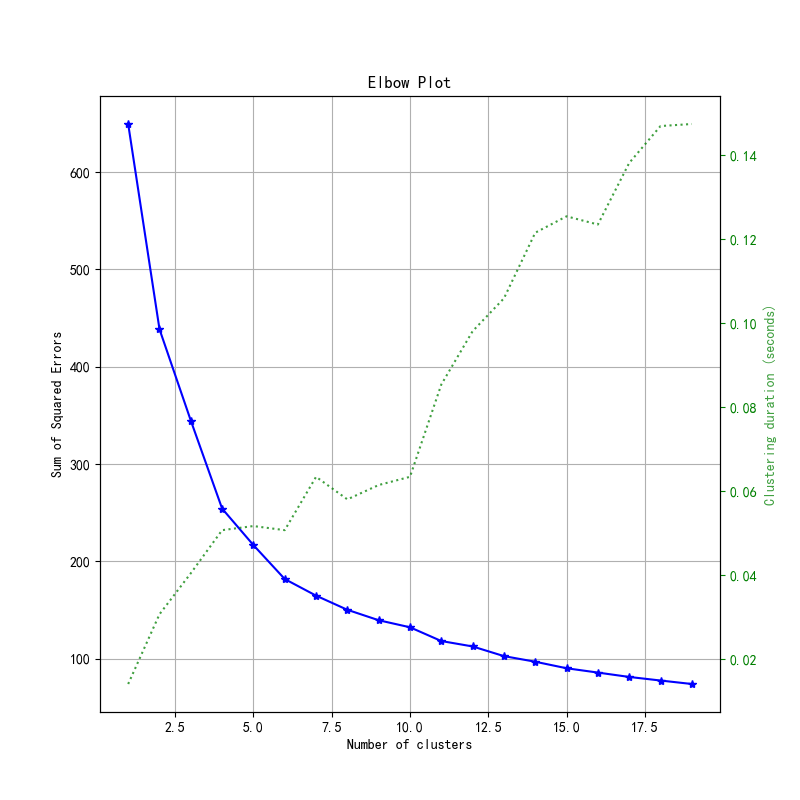 Elbow Plot
600
500
400
300
200
100
Sum of Squared Errors
0.14
0.12
0.10
0.08
0.06
0.04
0.02
Clustering duration (seconds)
2.5 5.0 7.5 10.0 12.5 15.0 17.5
Number of clusters